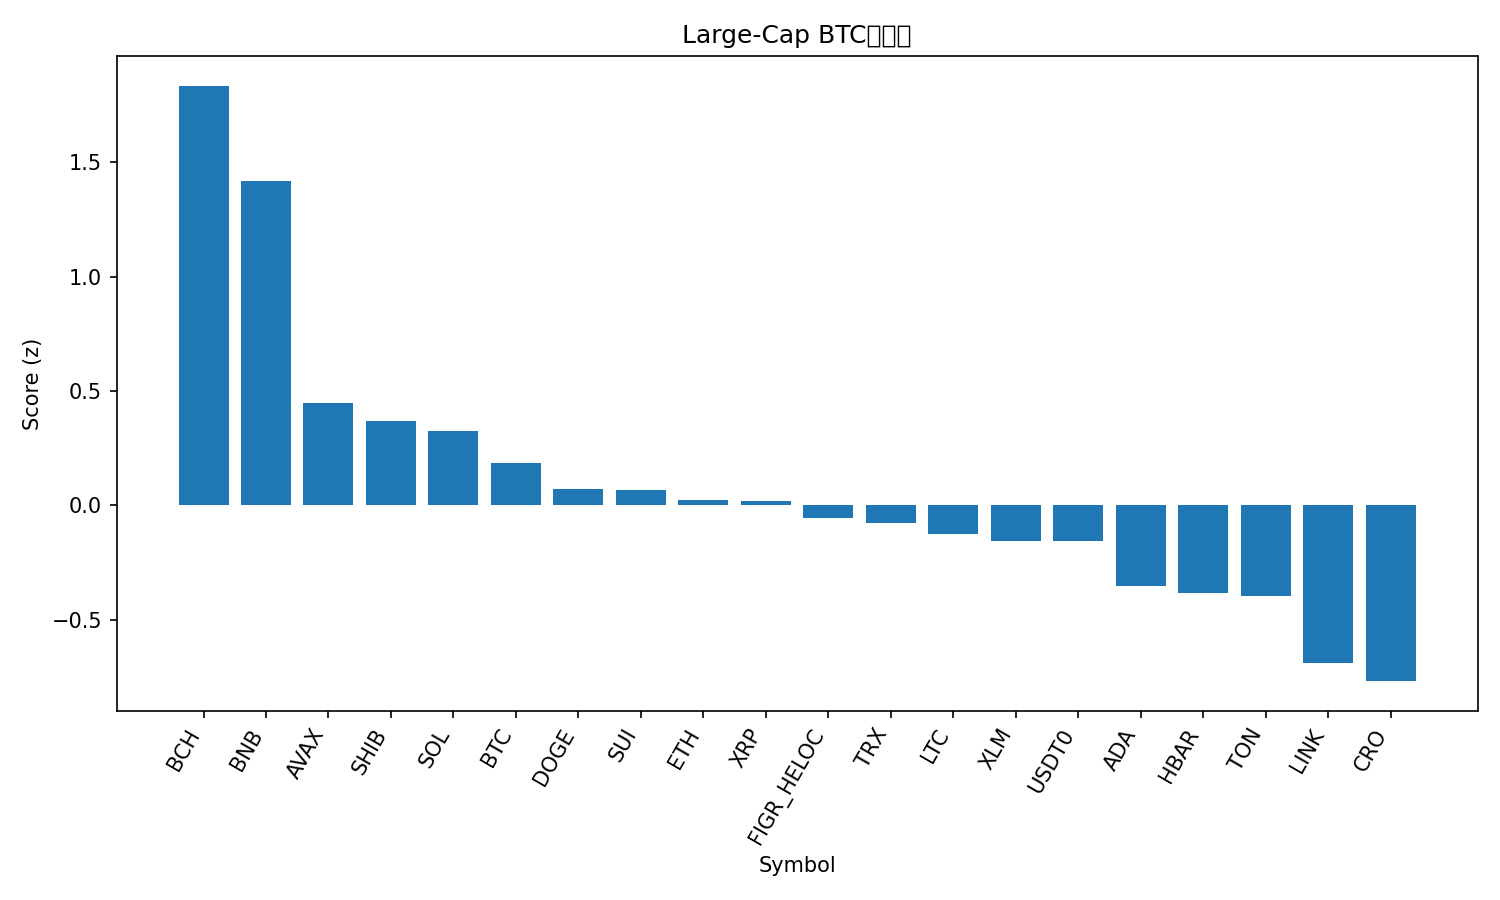 Large-Cap BTC
Score (z)
1.5
1.0
0.5
0.0
−0.5
BCH
BNB
AVAX
SHIB
SOL
BTC
DOGE
SUI
ETH
XRP
FIGR_HELOC
TRX
LTC
XLM
USDT0
ADA
HBAR
TON
LINK
CRO
Symbol